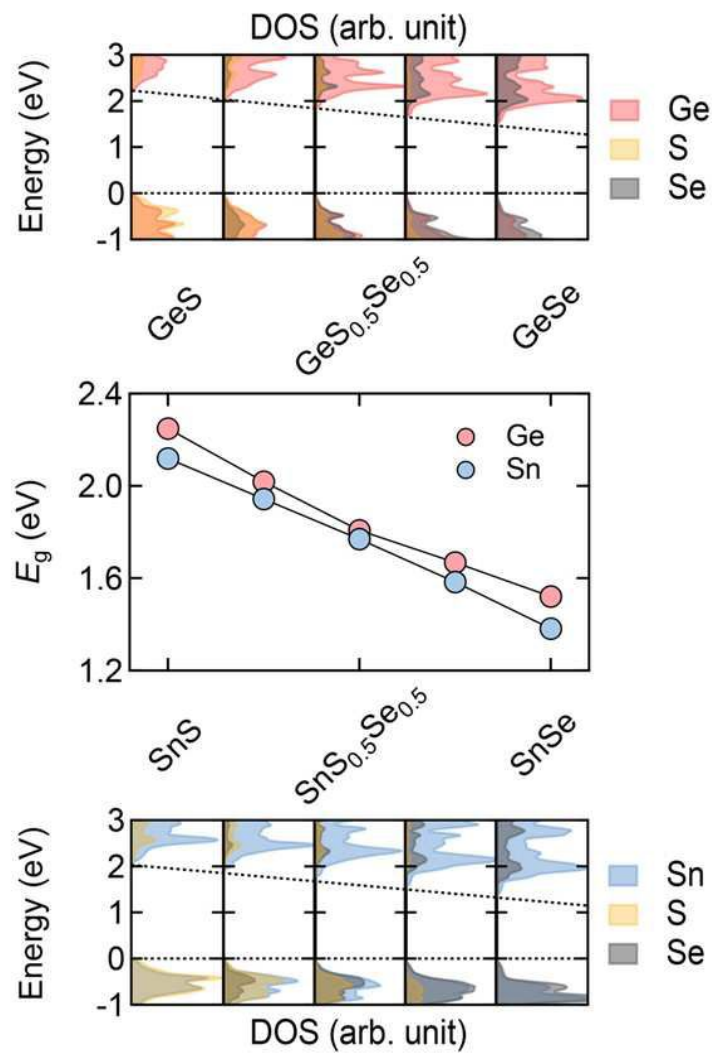 DOS (arb. unit)
Energy (eV)
3
2
1
0
-1
Ge
S
Se
GeS
GeS0.5Se0.5
GeSe
Eg (eV)
2.4
2.0
1.6
1.2
Ge
Sn
SnS
SnS0.5Se0.5
SnSe
Energy (eV)
3
2
1
0
-1
Sn
S
Se
DOS (arb. unit)